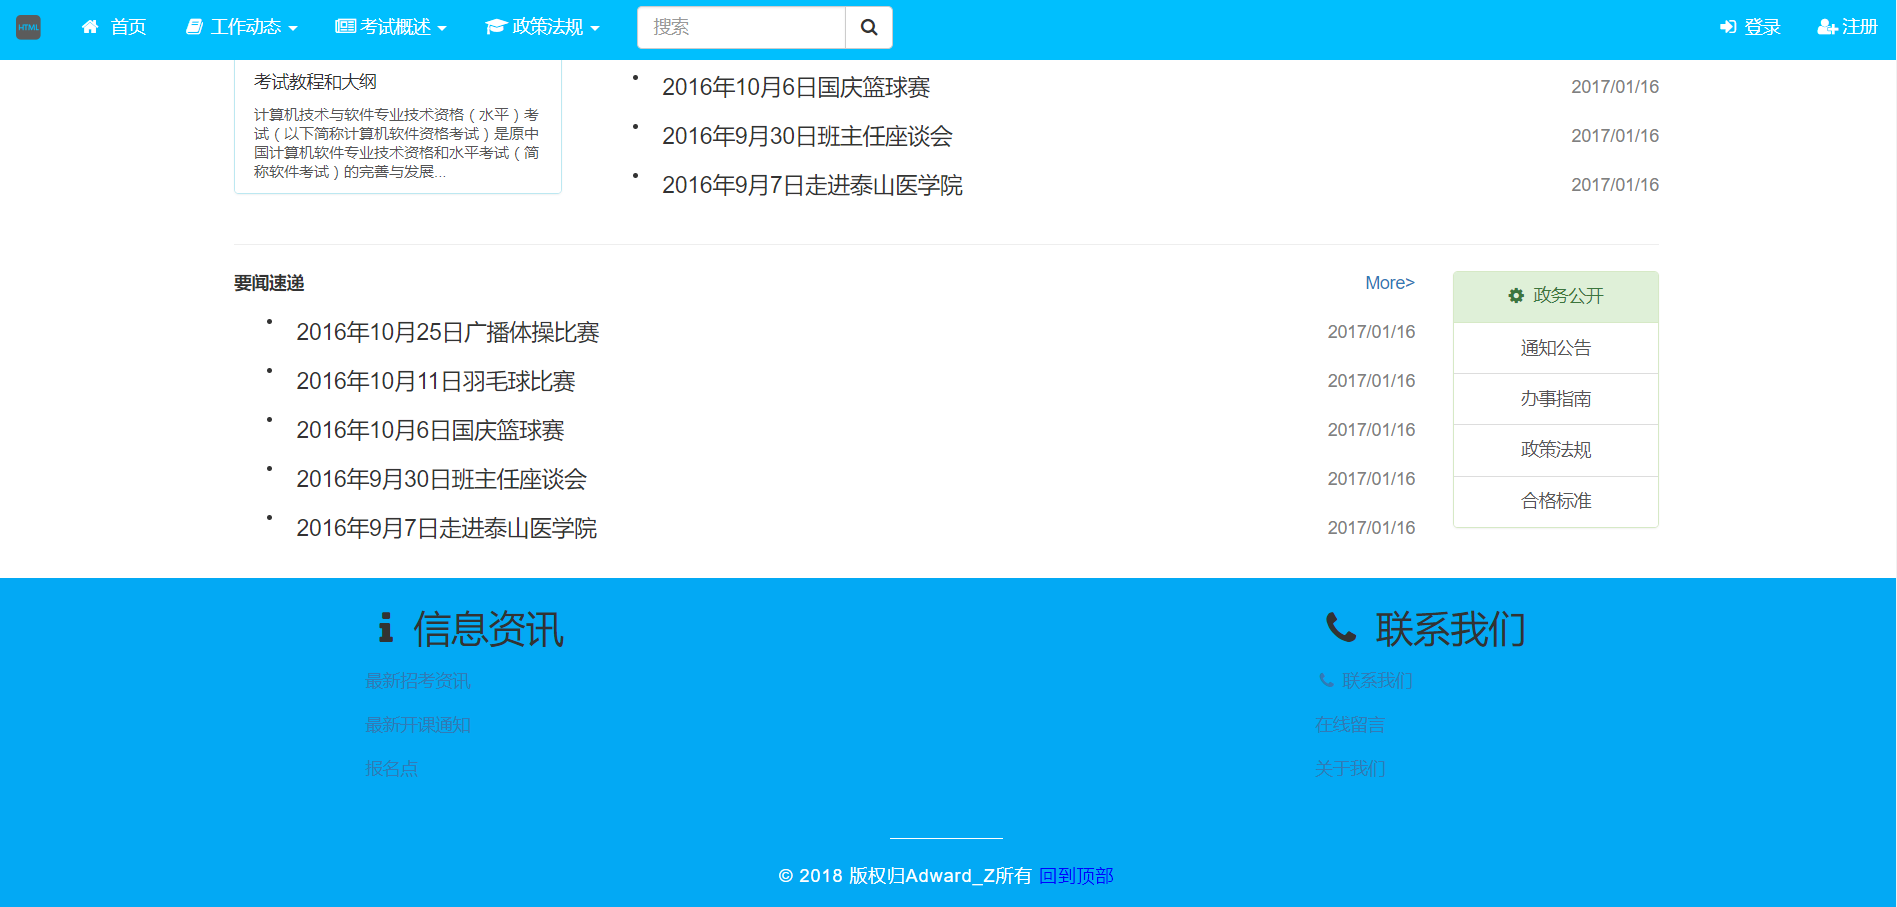 HTML 首页 工作动态 考试概述 政策法规 搜索 登录 注册
考试教程和大纲
计算机技术与软件专业技术资格（水平）考
试（以下简称计算机软件资格考试）是原中
国计算机软件专业技术资格和水平考试（简
称软件考试）的完善与发展...
2016年10月6日国庆篮球赛 2017/01/16
2016年9月30日班主任座谈会 2017/01/16
2016年9月7日走进泰山医学院 2017/01/16
要闻速递 More>
2016年10月25日广播体操比赛 2017/01/16
2016年10月11日羽毛球比赛 2017/01/16
2016年10月6日国庆篮球赛 2017/01/16
2016年9月30日班主任座谈会 2017/01/16
2016年9月7日走进泰山医学院 2017/01/16
政务公开
通知公告
办事指南
政策法规
合格标准
信息资讯
最新招考资讯
最新开课通知
报名点
联系我们
联系我们
在线留言
关于我们
© 2018 版权归Adward_Z所有 回到顶部